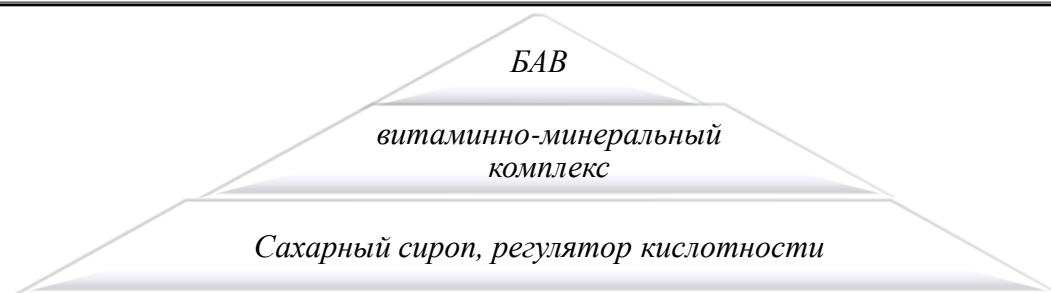 БАВ
витаминно-минеральный
комплекс
Сахарный сироп, регулятор кислотности